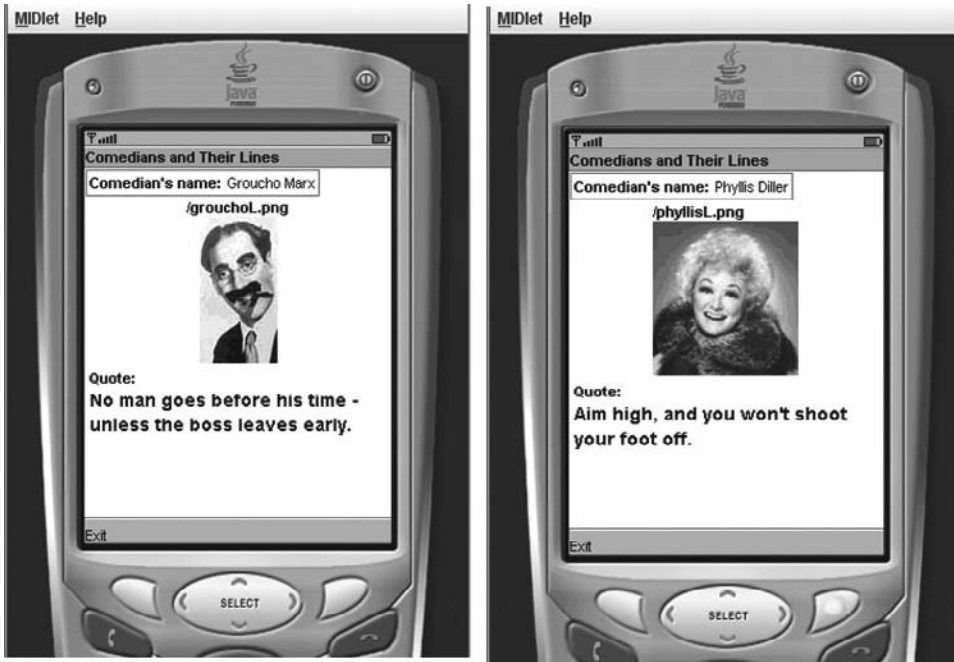 MIDlet Help
Java
POWERED
Comedians and Their Lines
Comedian's name: Groucho Marx
/grouchoL.png
Quote:
No man goes before his time -
unless the boss leaves early.
Exit
SELECT
MIDlet Help
Java
POWERED
Comedians and Their Lines
Comedian's name: Phyllis Diller
/phyllisL.png
Quote:
Aim high, and you won't shoot
your foot off.
Exit
SELECT